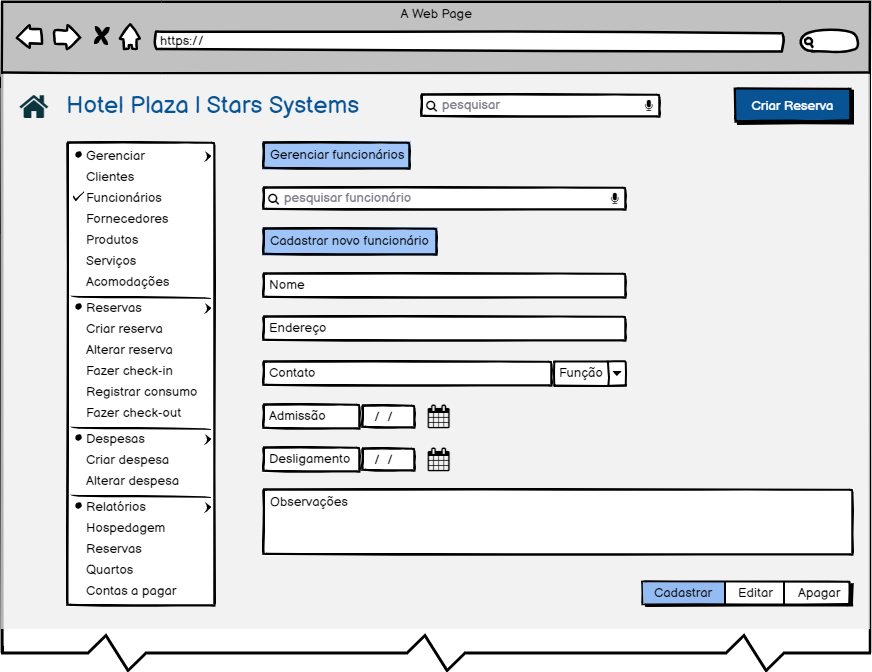 A Web Page
https://
Hotel Plaza | Stars Systems
pesquisar
Criar Reserva
Gerenciar
Clientes
Funcionários
Fornecedores
Produtos
Serviços
Acomodações
Reservas
Criar reserva
Alterar reserva
Fazer check-in
Registrar consumo
Fazer check-out
Despesas
Criar despesa
Alterar despesa
Relatórios
Hospedagem
Reservas
Quartos
Contas a pagar
Gerenciar funcionários
pesquisar funcionário
Cadastrar novo funcionário
Nome
Endereço
Contato
Função
Admissão
/ /
Desligamento
/ /
Observações
Cadastrar
Editar
Apagar